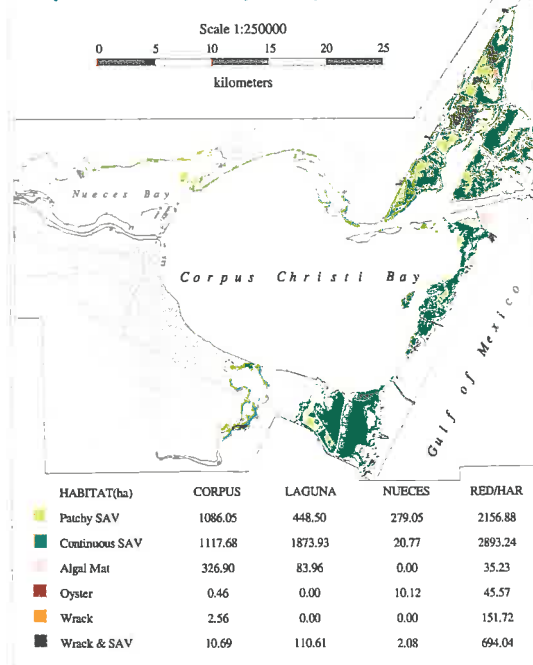 Scale 1:250000
0 5 10 15 20 25
kilometers
Nueces Bay
Corpus Christi Bay
Gulf of Mexico
HABITAT(ha) CORPUS LAGUNA NUECES RED/HAR
Patchy SAV 1086.05 448.50 279.05 2156.88
Continuous SAV 1117.68 1873.93 20.77 2893.24
Algal Mat 326.90 83.96 0.00 35.23
Oyster 0.46 0.00 10.12 45.57
Wrack 2.56 0.00 0.00 151.72
Wrack & SAV 10.69 110.61 2.08 694.04